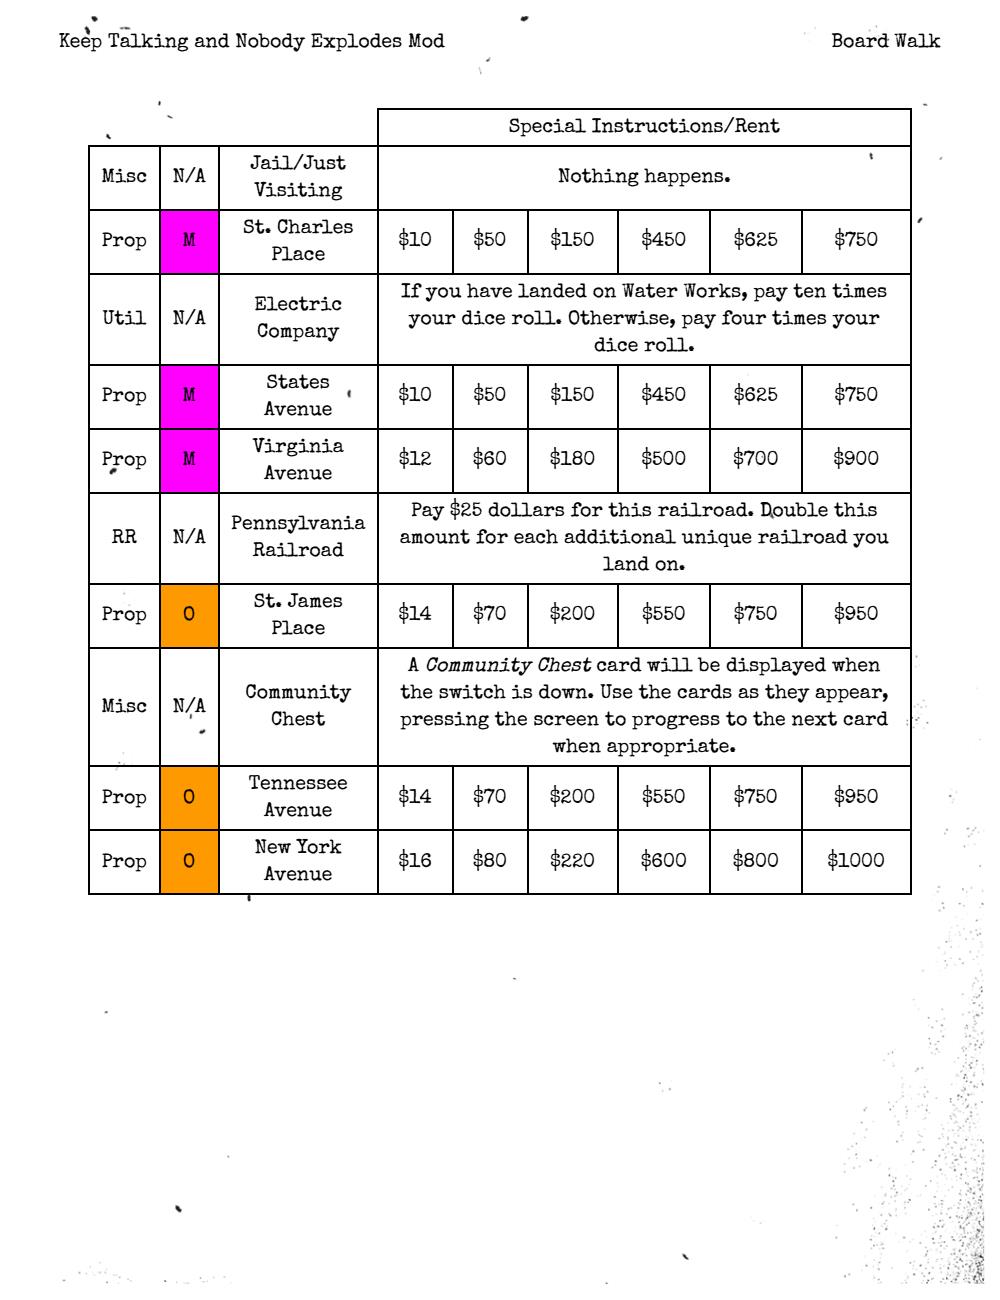 Keep Talking and Nobody Explodes Mod
Board Walk
Special Instructions/Rent
Misc N/A Jail/Just Visiting Nothing happens.
Prop M St. Charles Place $10 $50 $150 $450 $625 $750
Util N/A Electric Company If you have landed on Water Works, pay ten times
your dice roll. Otherwise, pay four times your
dice roll.
Prop M States Avenue $10 $50 $150 $450 $625 $750
Prop M Virginia Avenue $12 $60 $180 $500 $700 $900
RR N/A Pennsylvania Railroad Pay $25 dollars for this railroad. Double this
amount for each additional unique railroad you
land on.
Prop O St. James Place $14 $70 $200 $550 $750 $950
Misc N/A Community Chest A Community Chest card will be displayed when
the switch is down. Use the cards as they appear,
pressing the screen to progress to the next card
when appropriate.
Prop O Tennessee Avenue $14 $70 $200 $550 $750 $950
Prop O New York Avenue $16 $80 $220 $600 $800 $1000